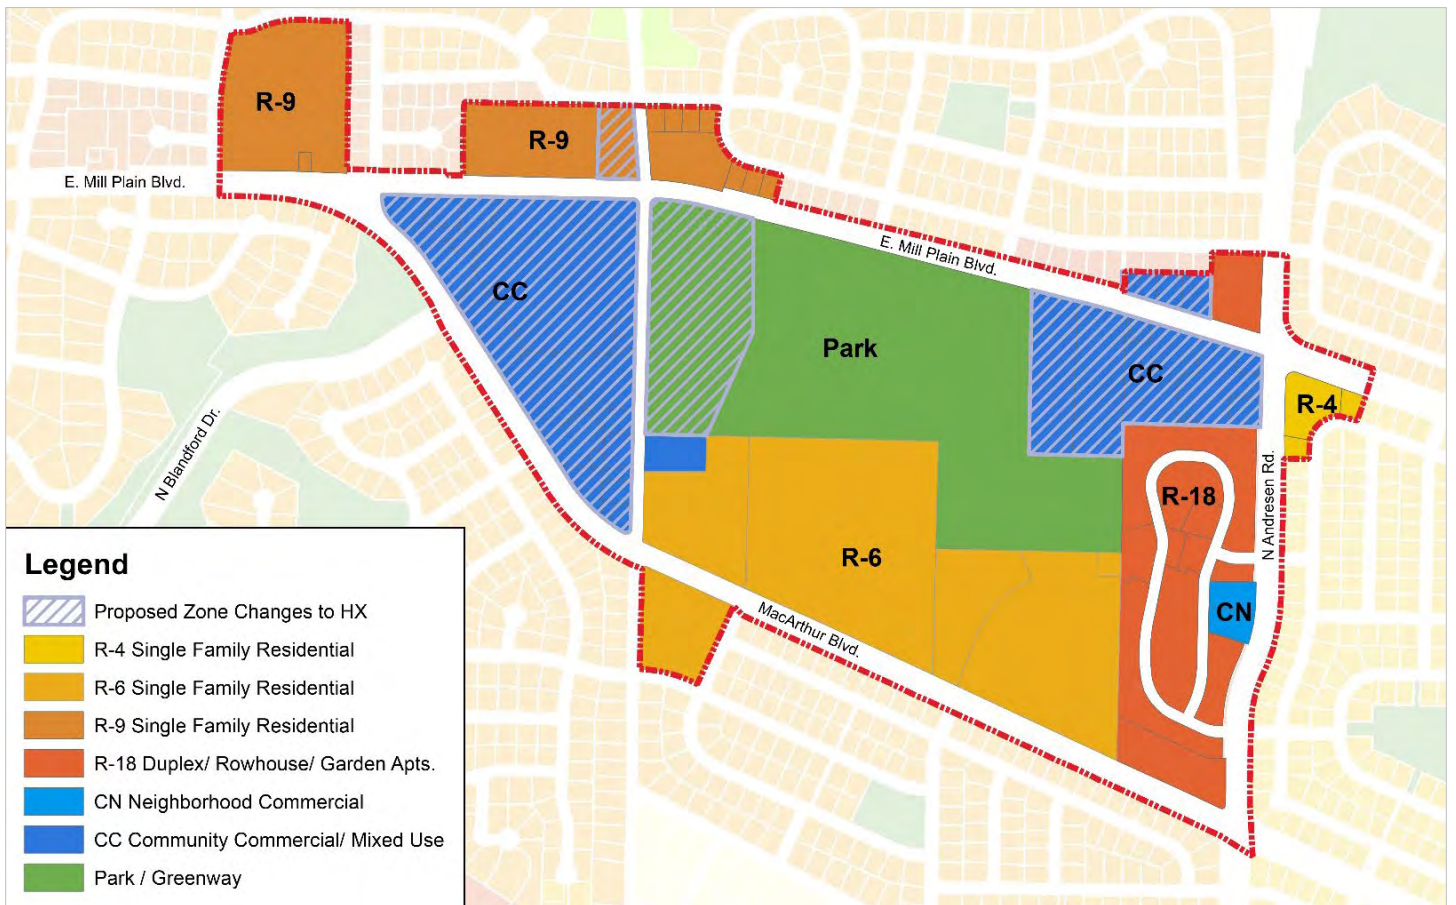 R-9
R-9
E. Mill Plain Blvd.
E. Mill Plain Blvd.
CC
Park
CC
R-4
N Blandford Dr.
R-18
N Andresen Rd.
R-6
CN
MacArthur Blvd.
Legend
Proposed Zone Changes to HX
R-4 Single Family Residential
R-6 Single Family Residential
R-9 Single Family Residential
R-18 Duplex/ Rowhouse/ Garden Apts.
CN Neighborhood Commercial
CC Community Commercial/ Mixed Use
Park / Greenway